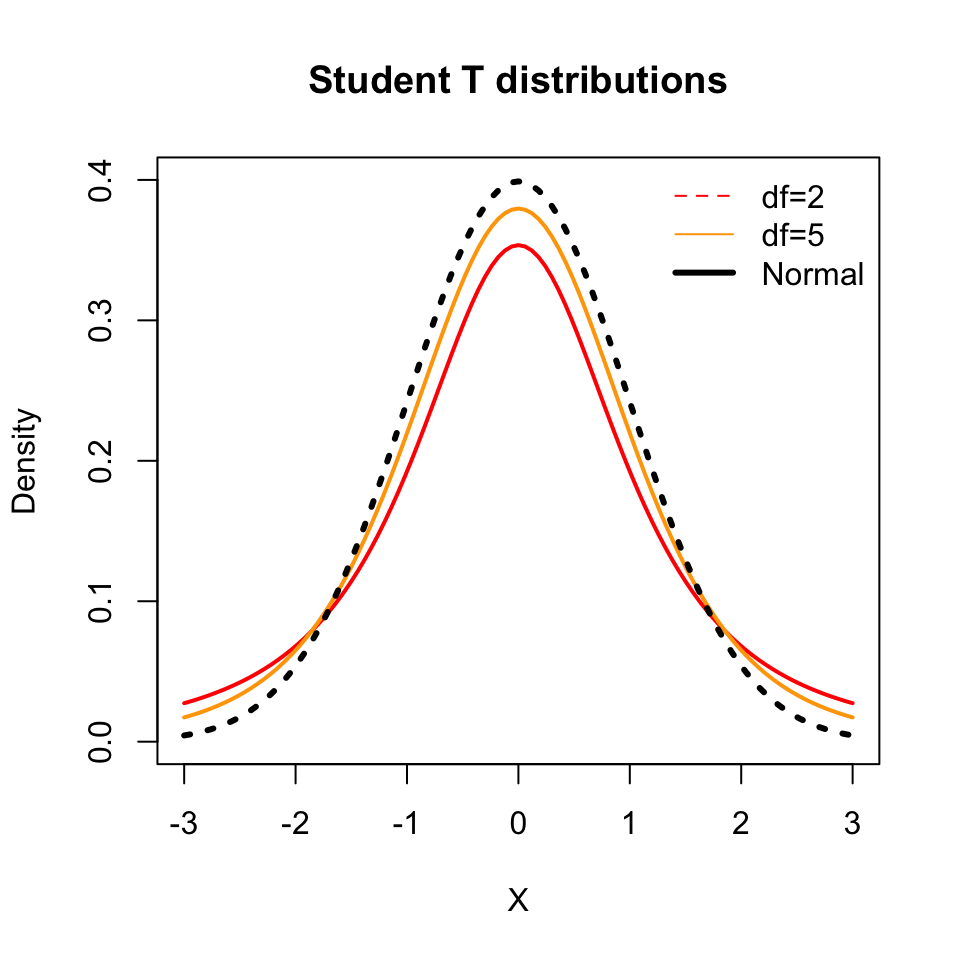 Student T distributions
df=2
df=5
Normal
0.4
0.3
0.2
0.1
0.0
Density
-3 -2 -1 0 1 2 3
X